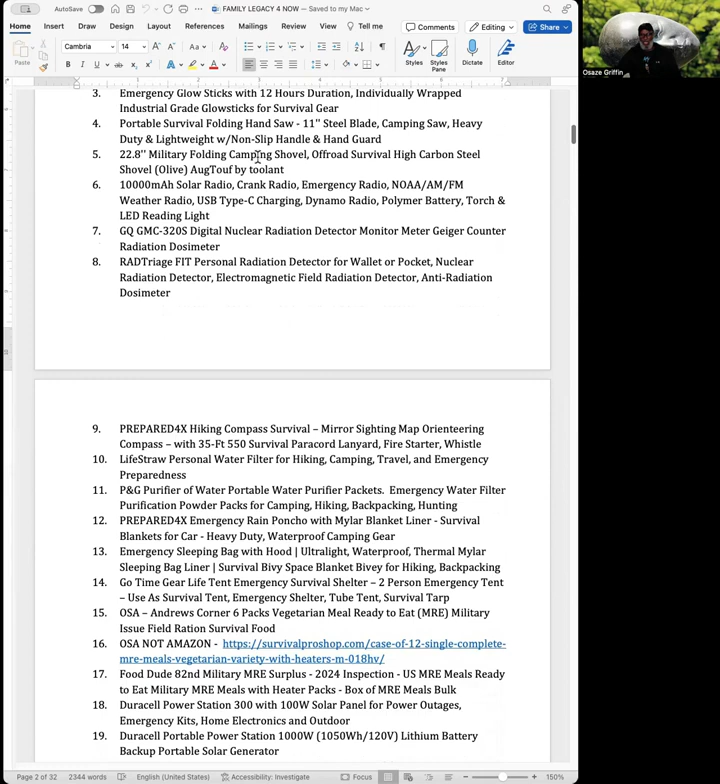 AutoSave
FAMILY LEGACY 4 NOW — Saved to my Mac
Home Insert Draw Design Layout References Mailings Review View Tell me Comments Editing Share
Paste Cambria 14 A A Aa Styles Styles Pane Dictate Editor
B I U ab x x A A
1 2 3 4 5 6 7
Osaze Griffin
3. Emergency Glow Sticks with 12 Hours Duration, Individually Wrapped
Industrial Grade Glowsticks for Survival Gear
4. Portable Survival Folding Hand Saw - 11" Steel Blade, Camping Saw, Heavy
Duty & Lightweight w/Non-Slip Handle & Hand Guard
5. 22.8'' Military Folding Camping Shovel, Offroad Survival High Carbon Steel
Shovel (Olive) AugTouf by toolant
6. 10000mAh Solar Radio, Crank Radio, Emergency Radio, NOAA/AM/FM
Weather Radio, USB Type-C Charging, Dynamo Radio, Polymer Battery, Torch &
LED Reading Light
7. GQ GMC-320S Digital Nuclear Radiation Detector Monitor Meter Geiger Counter
Radiation Dosimeter
8. RADTriage FIT Personal Radiation Detector for Wallet or Pocket, Nuclear
Radiation Detector, Electromagnetic Field Radiation Detector, Anti-Radiation
Dosimeter
9. PREPARED4X Hiking Compass Survival – Mirror Sighting Map Orienteering
Compass – with 35-Ft 550 Survival Paracord Lanyard, Fire Starter, Whistle
10. LifeStraw Personal Water Filter for Hiking, Camping, Travel, and Emergency
Preparedness
11. P&G Purifier of Water Portable Water Purifier Packets. Emergency Water Filter
Purification Powder Packs for Camping, Hiking, Backpacking, Hunting
12. PREPARED4X Emergency Rain Poncho with Mylar Blanket Liner - Survival
Blankets for Car - Heavy Duty, Waterproof Camping Gear
13. Emergency Sleeping Bag with Hood | Ultralight, Waterproof, Thermal Mylar
Sleeping Bag Liner | Survival Bivy Space Blanket Bivey for Hiking, Backpacking
14. Go Time Gear Life Tent Emergency Survival Shelter – 2 Person Emergency Tent
– Use As Survival Tent, Emergency Shelter, Tube Tent, Survival Tarp
15. OSA – Andrews Corner 6 Packs Vegetarian Meal Ready to Eat (MRE) Military
Issue Field Ration Survival Food
16. OSA NOT AMAZON - https://survivalproshop.com/case-of-12-single-complete-
mre-meals-vegetarian-variety-with-heaters-m-018hv/
17. Food Dude 82nd Military MRE Surplus - 2024 Inspection - US MRE Meals Ready
to Eat Military MRE Meals with Heater Packs - Box of MRE Meals Bulk
18. Duracell Power Station 300 with 100W Solar Panel for Power Outages,
Emergency Kits, Home Electronics and Outdoor
19. Duracell Portable Power Station 1000W (1050Wh/120V) Lithium Battery
Backup Portable Solar Generator
Page 2 of 32 2344 words English (United States) Accessibility: Investigate Focus 150%